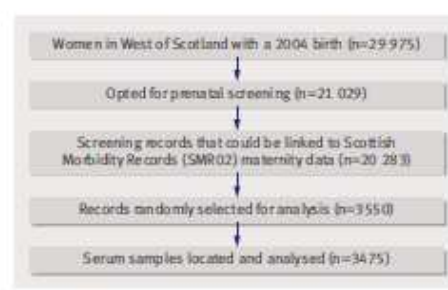 Women in West of Scotland with a 2004 birth (n=29 975)
Opted for prenatal screening (n=21 029)
Screening records that could be linked to Scottish
Morbidity Records (SMR02) maternity data (n=20 283)
Records randomly selected for analysis (n=3550)
Serum samples located and analysed (n=3475)